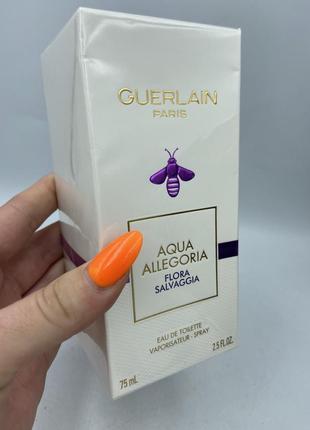 GUERLAIN
PARIS
AQUA
ALLEGORIA
FLORA
SALVAGGIA
EAU DE TOILETTE
VAPORISATEUR - SPRAY
75 mL 2.5 FL.OZ.